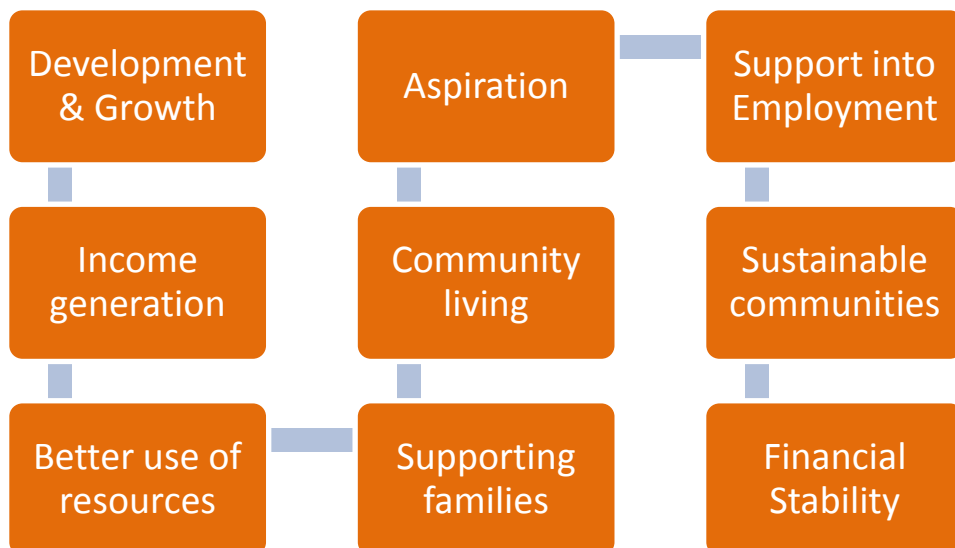 Development
& Growth
Income
generation
Better use of
resources
Supporting
families
Community
living
Aspiration
Support into
Employment
Sustainable
communities
Financial
Stability